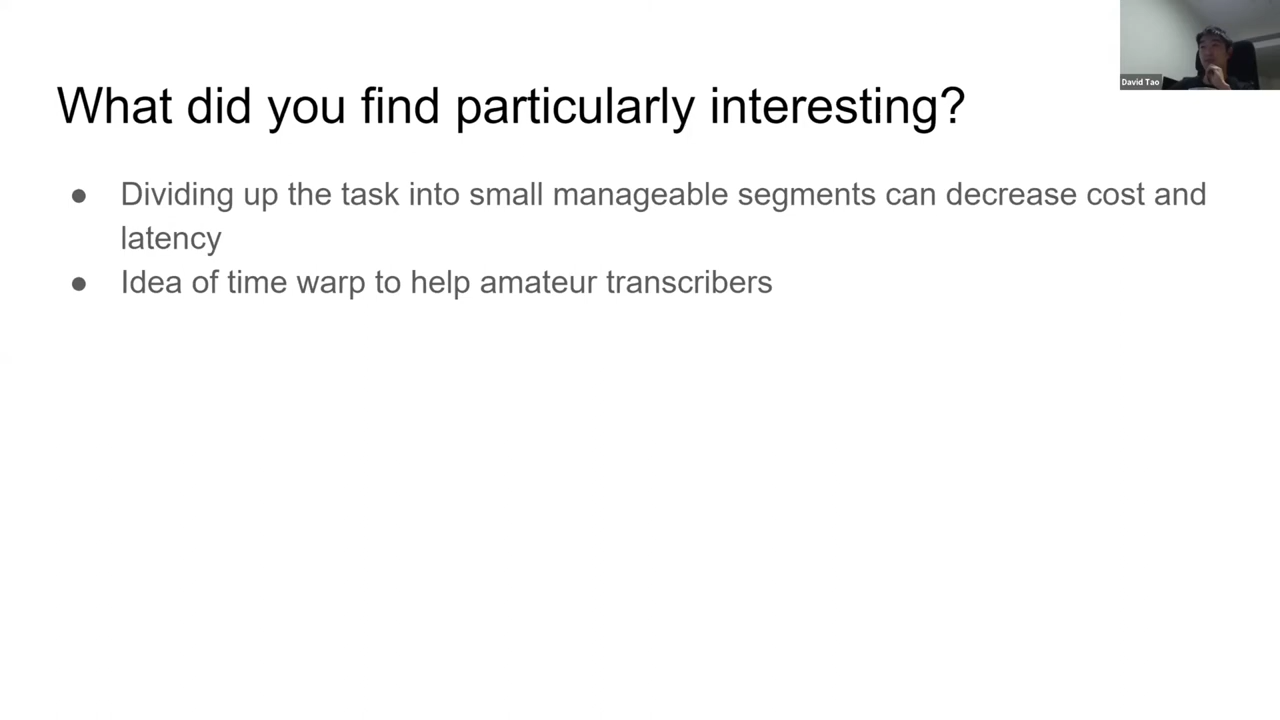 David Tao
What did you find particularly interesting?
● Dividing up the task into small manageable segments can decrease cost and
latency
● Idea of time warp to help amateur transcribers